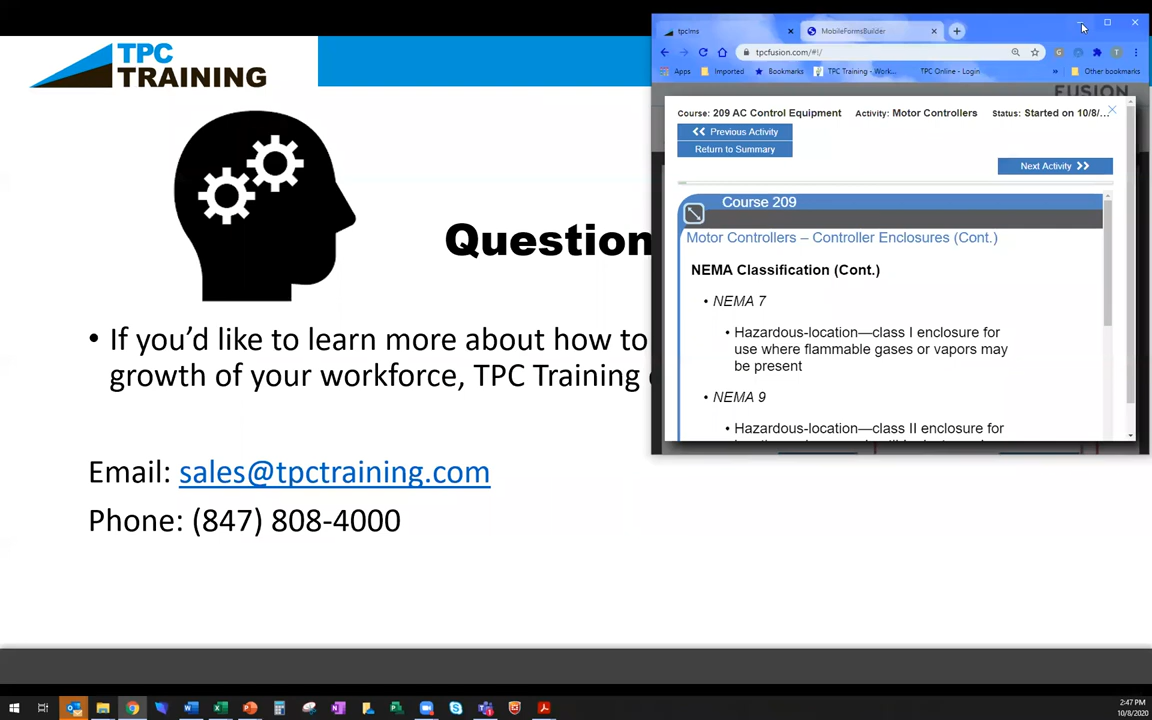 TPC
TRAINING
Question
• If you'd like to learn more about how to
growth of your workforce, TPC Training
Email: sales@tpctraining.com
Phone: (847) 808-4000
tpclms
MobileFormsBuilder
tpcfusion.com/#!/
Apps
Imported
Bookmarks
TPC Training - Work...
TPC Online - Login
»
Other bookmarks
FUSION
Course: 209 AC Control Equipment
Activity: Motor Controllers
Status: Started on 10/8/...
Previous Activity
Return to Summary
Next Activity
Course 209
Motor Controllers – Controller Enclosures (Cont.)
NEMA Classification (Cont.)
• NEMA 7
• Hazardous-location—class I enclosure for
use where flammable gases or vapors may
be present
• NEMA 9
• Hazardous-location—class II enclosure for
2:47 PM
10/8/2020